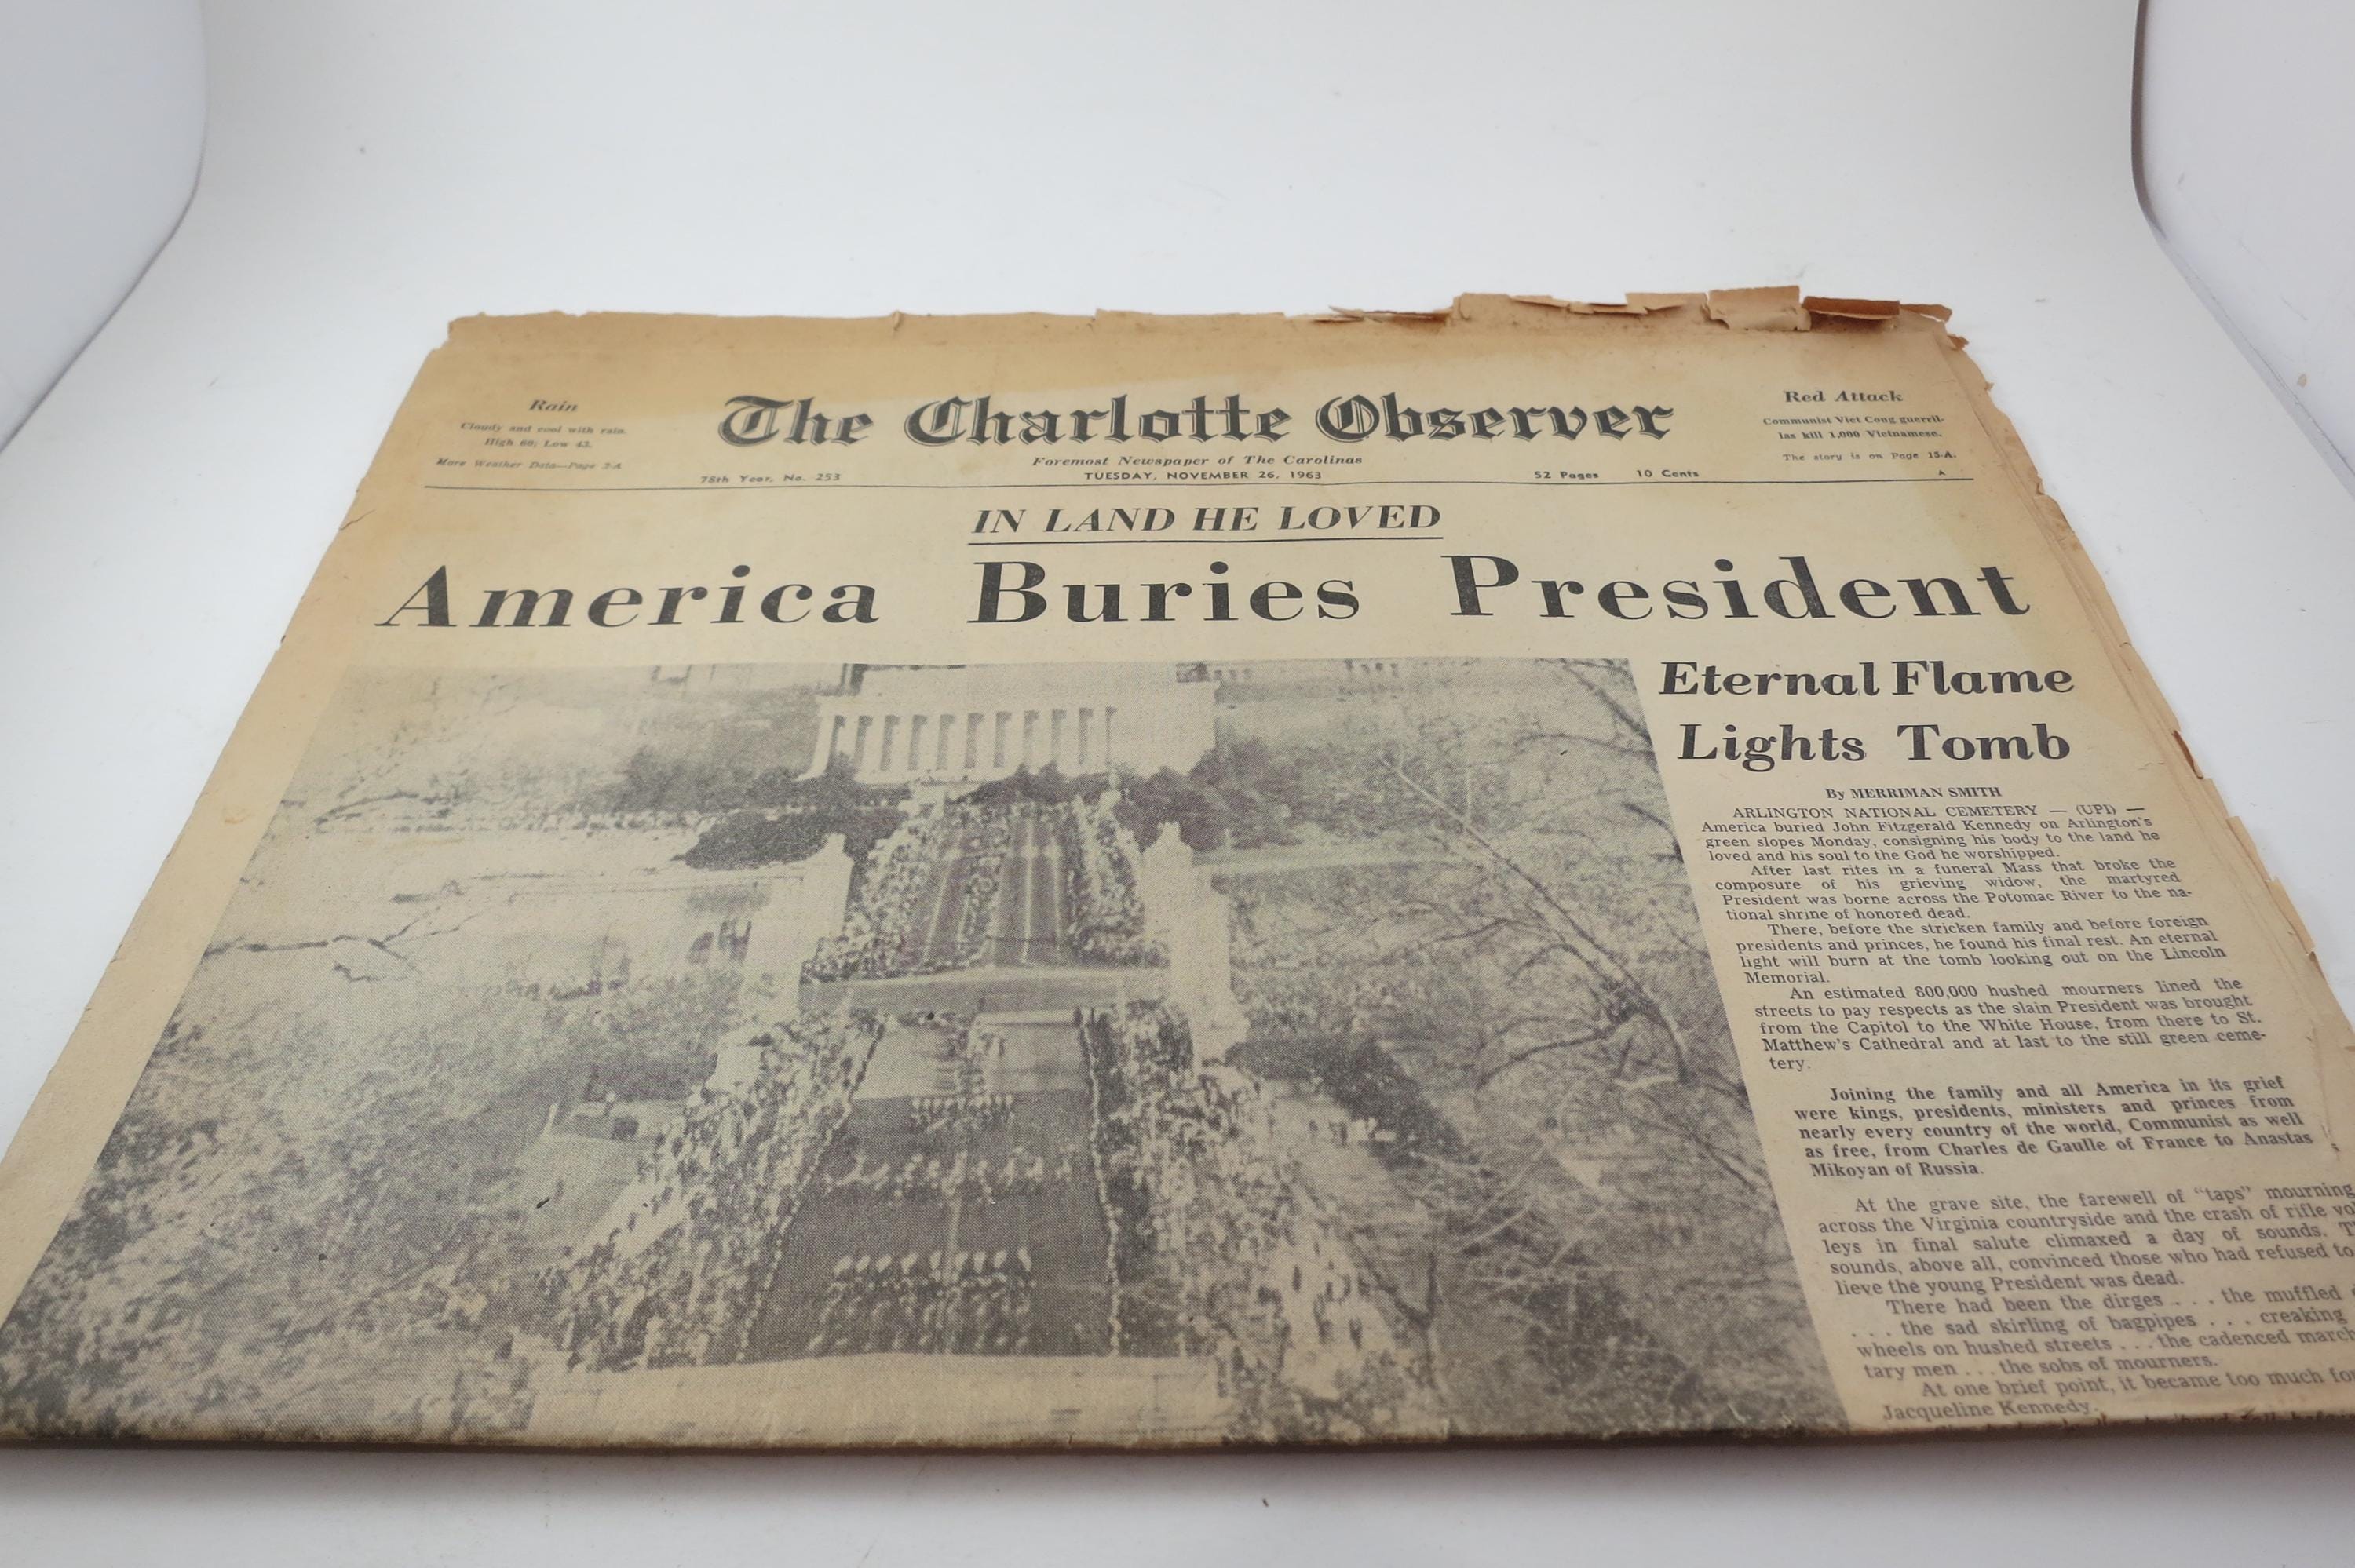 Rain
Cloudy and cool with rain.
High 60; Low 43.
More Weather Data—Page 2-A
The Charlotte Observer
Foremost Newspaper of The Carolinas
78th Year, No. 253
TUESDAY, NOVEMBER 26, 1963
52 Pages 10 Cents
Red Attack
Communist Viet Cong guerril-
las kill 1,000 Vietnamese.
The story is on Page 15-A.
A
IN LAND HE LOVED
America Buries President
Eternal Flame
Lights Tomb
By MERRIMAN SMITH
ARLINGTON NATIONAL CEMETERY — (UPI) —
America buried John Fitzgerald Kennedy on Arlington's
green slopes Monday, consigning his body to the land he
loved and his soul to the God he worshipped.
After last rites in a funeral Mass that broke the
composure of his grieving widow, the martyred
President was borne across the Potomac River to the na-
tional shrine of honored dead.
There, before the stricken family and before foreign
presidents and princes, he found his final rest. An eternal
light will burn at the tomb looking out on the Lincoln
Memorial.
An estimated 800,000 hushed mourners lined the
streets to pay respects as the slain President was brought
from the Capitol to the White House, from there to St.
Matthew's Cathedral and at last to the still green ceme-
tery.
Joining the family and all America in its grief
were kings, presidents, ministers and princes from
nearly every country of the world, Communist as well
as free, from Charles de Gaulle of France to Anastas
Mikoyan of Russia.
At the grave site, the farewell of "taps" mourning
across the Virginia countryside and the crash of rifle vo
leys in final salute climaxed a day of sounds. T
sounds, above all, convinced those who had refused to
lieve the young President was dead.
There had been the dirges . . . the muffled
. . . the sad skirling of bagpipes . . . creaking
wheels on hushed streets . . . the cadenced march
tary men . . . the sobs of mourners.
At one brief point, it became too much for
Jacqueline Kennedy.